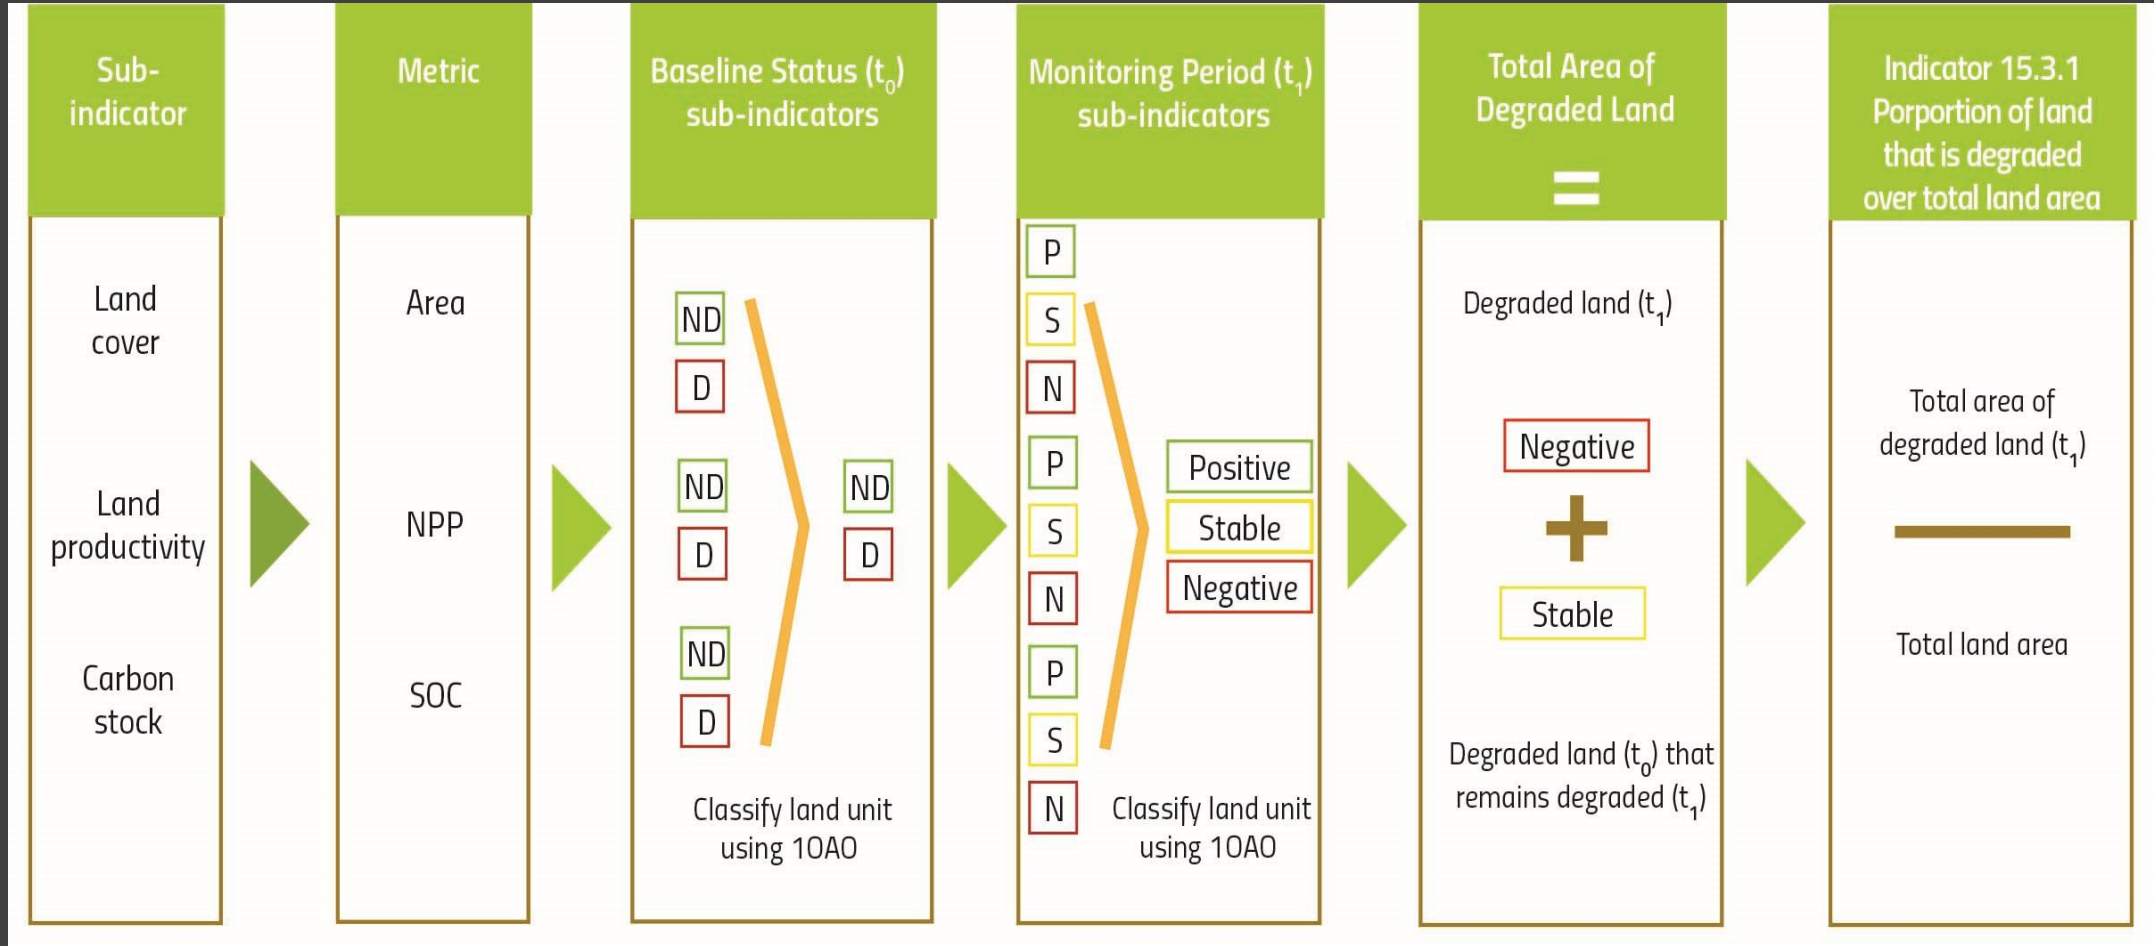 Sub-
indicator
Metric
Baseline Status (t0)
sub-indicators
Monitoring Period (t1)
sub-indicators
Total Area of
Degraded Land
=
Indicator 15.3.1
Porportion of land
that is degraded
over total land area
Land
cover
Land
productivity
Carbon
stock
Area
NPP
SOC
ND
D
ND
D
ND
D
ND
D
Classify land unit
using 1OAO
P
S
N
P
S
N
P
S
N
Positive
Stable
Negative
Classify land unit
using 1OAO
Degraded land (t1)
Negative
+
Stable
Degraded land (t0) that
remains degraded (t1)
Total area of
degraded land (t1)
Total land area